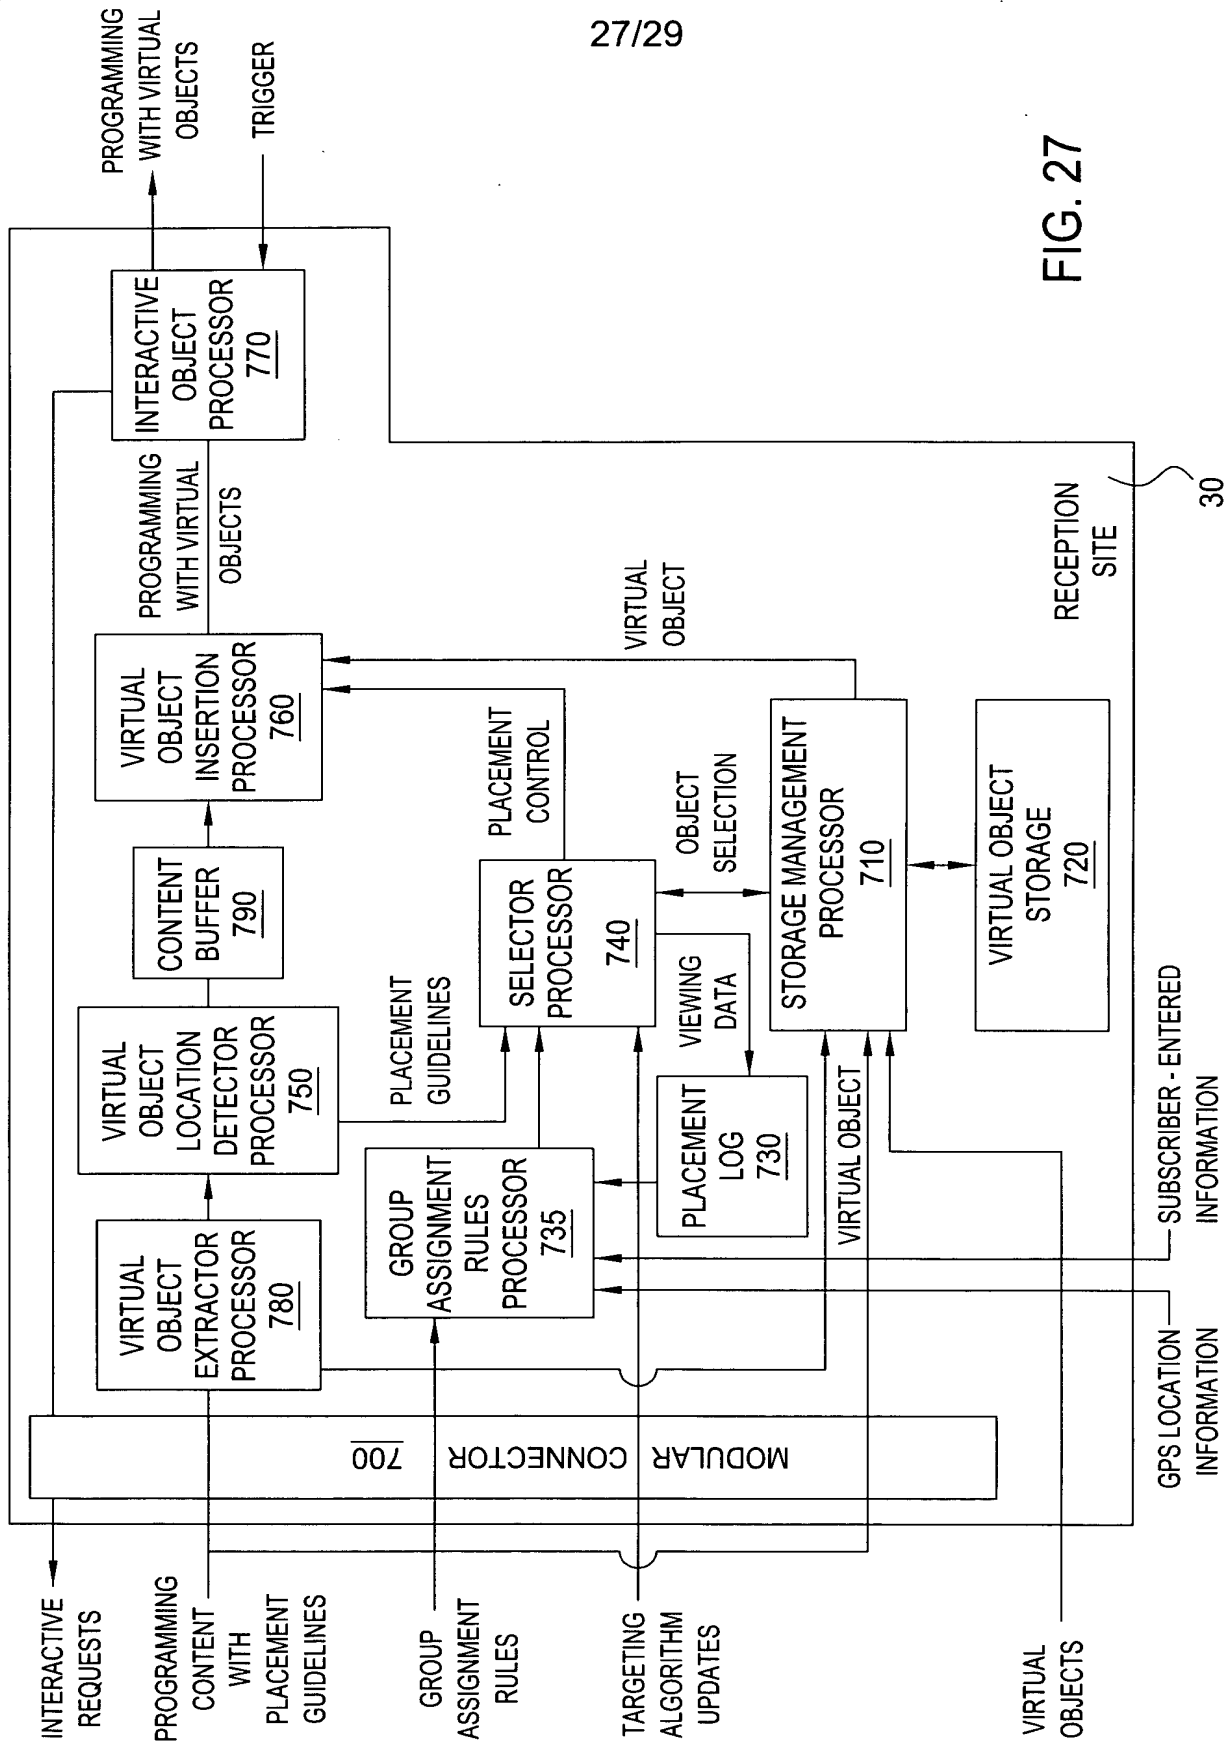 27/29
INTERACTIVE
REQUESTS
PROGRAMMING
CONTENT WITH
PLACEMENT
GUIDELINES
GROUP
ASSIGNMENT
RULES
TARGETING
ALGORITHM
UPDATES
VIRTUAL
OBJECTS
MODULAR
CONNECTOR
700
VIRTUAL
OBJECT
EXTRACTOR
PROCESSOR
780
VIRTUAL
OBJECT
LOCATION
DETECTOR
PROCESSOR
750
CONTENT
BUFFER
790
VIRTUAL
OBJECT
INSERTION
PROCESSOR
760
PROGRAMMING
WITH VIRTUAL
OBJECTS
INTERACTIVE
OBJECT
PROCESSOR
770
PROGRAMMING
WITH VIRTUAL
OBJECTS
TRIGGER
GROUP
ASSIGNMENT
RULES
PROCESSOR
735
PLACEMENT
GUIDELINES
SELECTOR
PROCESSOR
740
PLACEMENT
CONTROL
PLACEMENT
LOG
730
VIEWING
DATA
OBJECT
SELECTION
VIRTUAL OBJECT
STORAGE MANAGEMENT
PROCESSOR
710
VIRTUAL
OBJECT
VIRTUAL OBJECT
STORAGE
720
RECEPTION
SITE
30
GPS LOCATION
INFORMATION
SUBSCRIBER - ENTERED
INFORMATION
FIG. 27